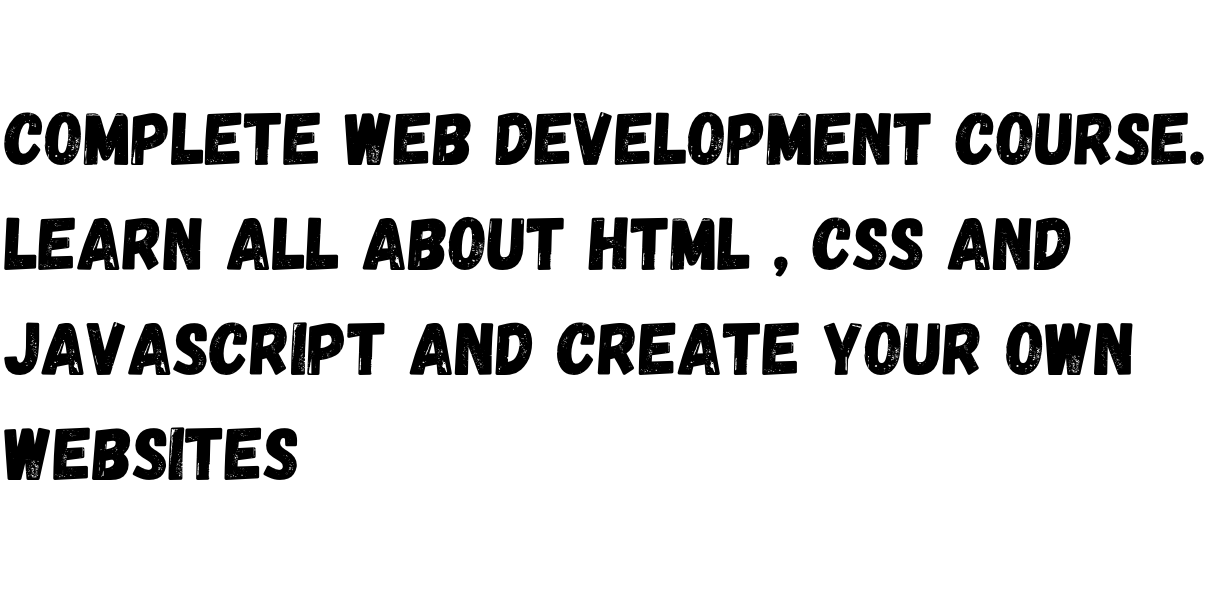 COMPLETE WEB DEVELOPMENT COURSE.
LEARN ALL ABOUT HTML , CSS AND
JAVASCRIPT AND CREATE YOUR OWN
WEBSITES